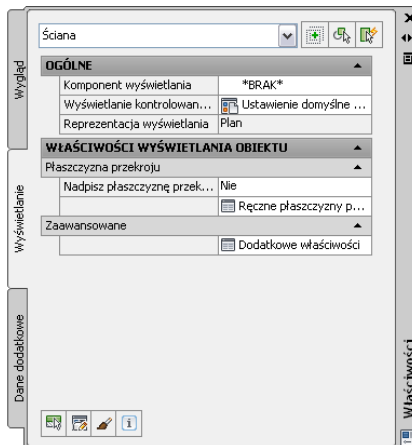 Ściana
OGÓLNE
Komponent wyświetlania *BRAK*
Wyświetlanie kontrolowan... Ustawienie domyślne ...
Reprezentacja wyświetlania Plan
WŁAŚCIWOŚCI WYŚWIETLANIA OBIEKTU
Płaszczyzna przekroju
Nadpisz płaszczyznę przek... Nie
Ręczne płaszczyzny p...
Zaawansowane
Dodatkowe właściwości
Wygląd
Wyświetlanie
Dane dodatkowe
Właściwości